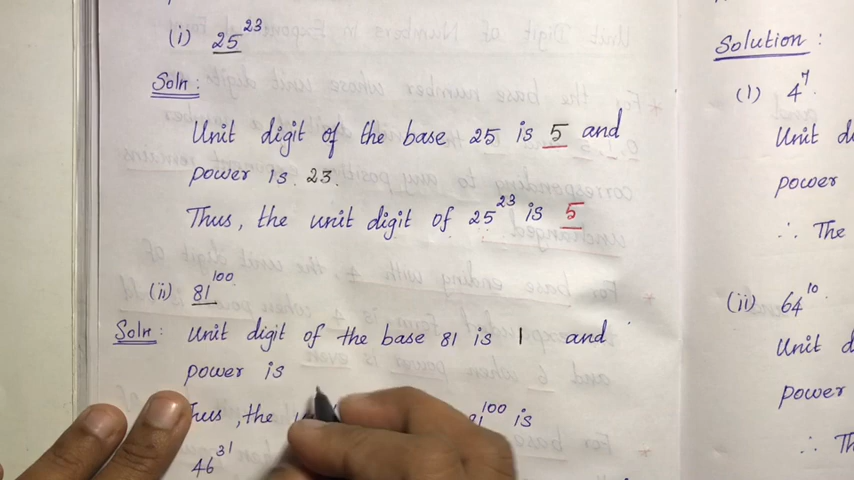 (i) 25^23
Soln:
Unit digit of the base 25 is 5 and
power is 23.
Thus, the unit digit of 25^23 is 5
(ii) 81^100
Soln: Unit digit of the base 81 is 1 and
power is
Thus, the 81^100 is
46^31
Solution:
(i) 4^7
Unit
power
∴ The
(ii) 64^10
Unit
power
∴ Th